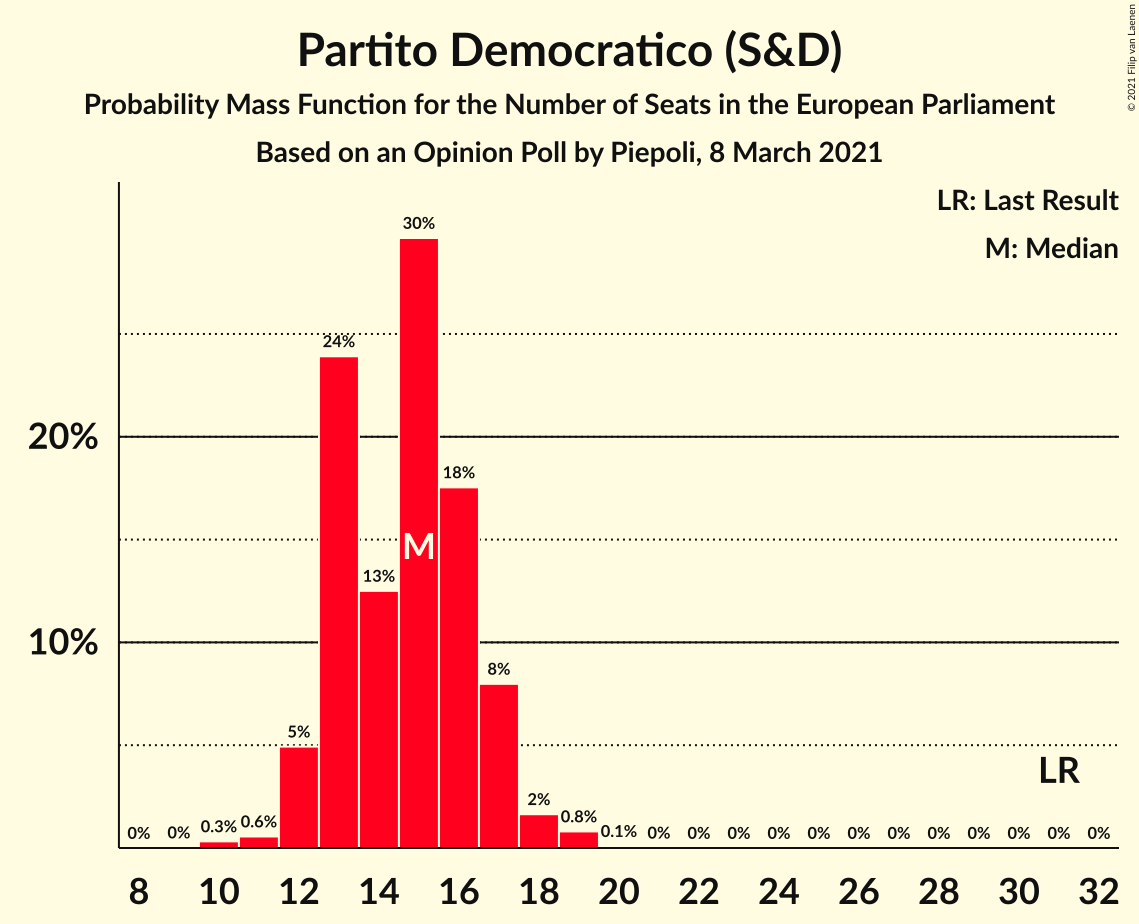 Partito Democratico (S&D)
Probability Mass Function for the Number of Seats in the European Parliament
Based on an Opinion Poll by Piepoli, 8 March 2021
© 2021 Filip van Laenen
LR: Last Result
M: Median
30%
24%
20%
18%
M
13%
10%
8%
5%
LR
2%
0% 0% 0.3% 0.6% 0.8% 0.1% 0% 0% 0% 0% 0% 0% 0% 0% 0% 0% 0% 0%
8 10 12 14 16 18 20 22 24 26 28 30 32